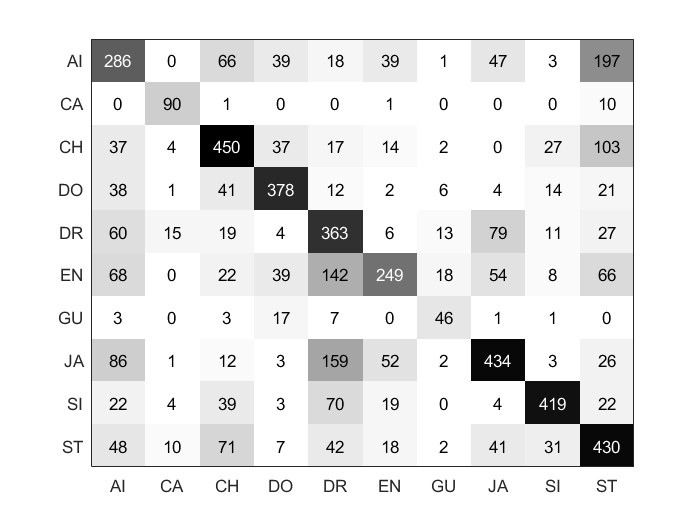 AI 286 0 66 39 18 39 1 47 3 197
CA 0 90 1 0 0 1 0 0 0 10
CH 37 4 450 37 17 14 2 0 27 103
DO 38 1 41 378 12 2 6 4 14 21
DR 60 15 19 4 363 6 13 79 11 27
EN 68 0 22 39 142 249 18 54 8 66
GU 3 0 3 17 7 0 46 1 1 0
JA 86 1 12 3 159 52 2 434 3 26
SI 22 4 39 3 70 19 0 4 419 22
ST 48 10 71 7 42 18 2 41 31 430
AI CA CH DO DR EN GU JA SI ST